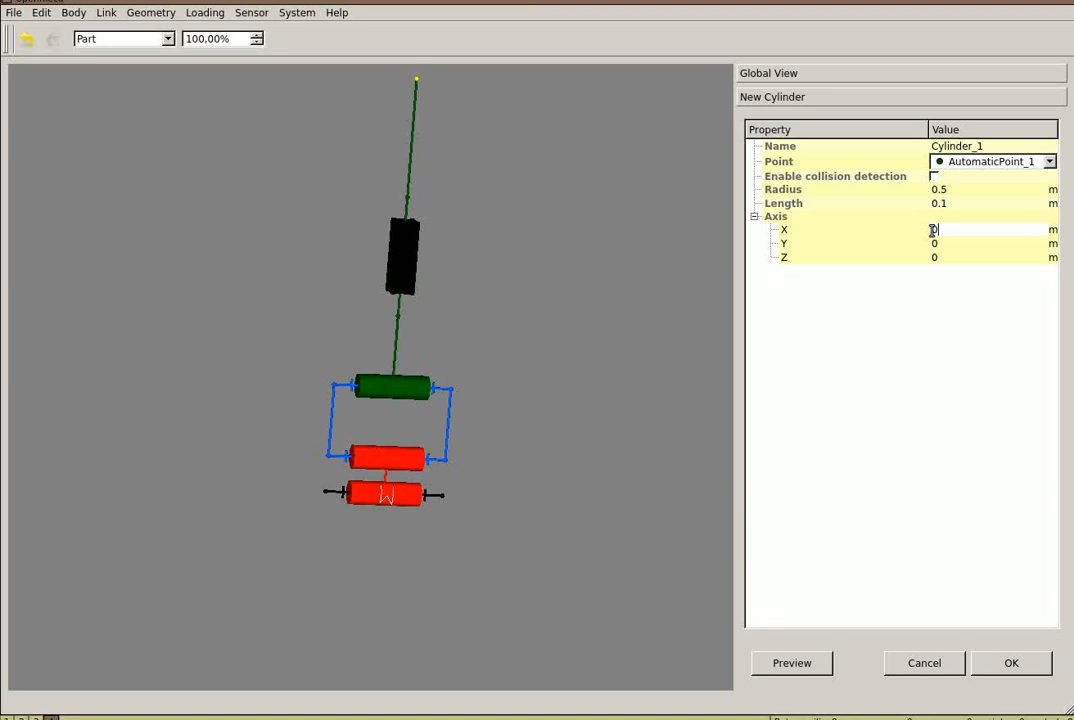 File Edit Body Link Geometry Loading Sensor System Help
Part 100,00%
Global View
New Cylinder
Property Value
Name Cylinder_1
Point AutomaticPoint_1
Enable collision detection
Radius 0.5 m
Length 0.1 m
Axis
X 0 m
Y 0 m
Z 0 m
Preview Cancel OK